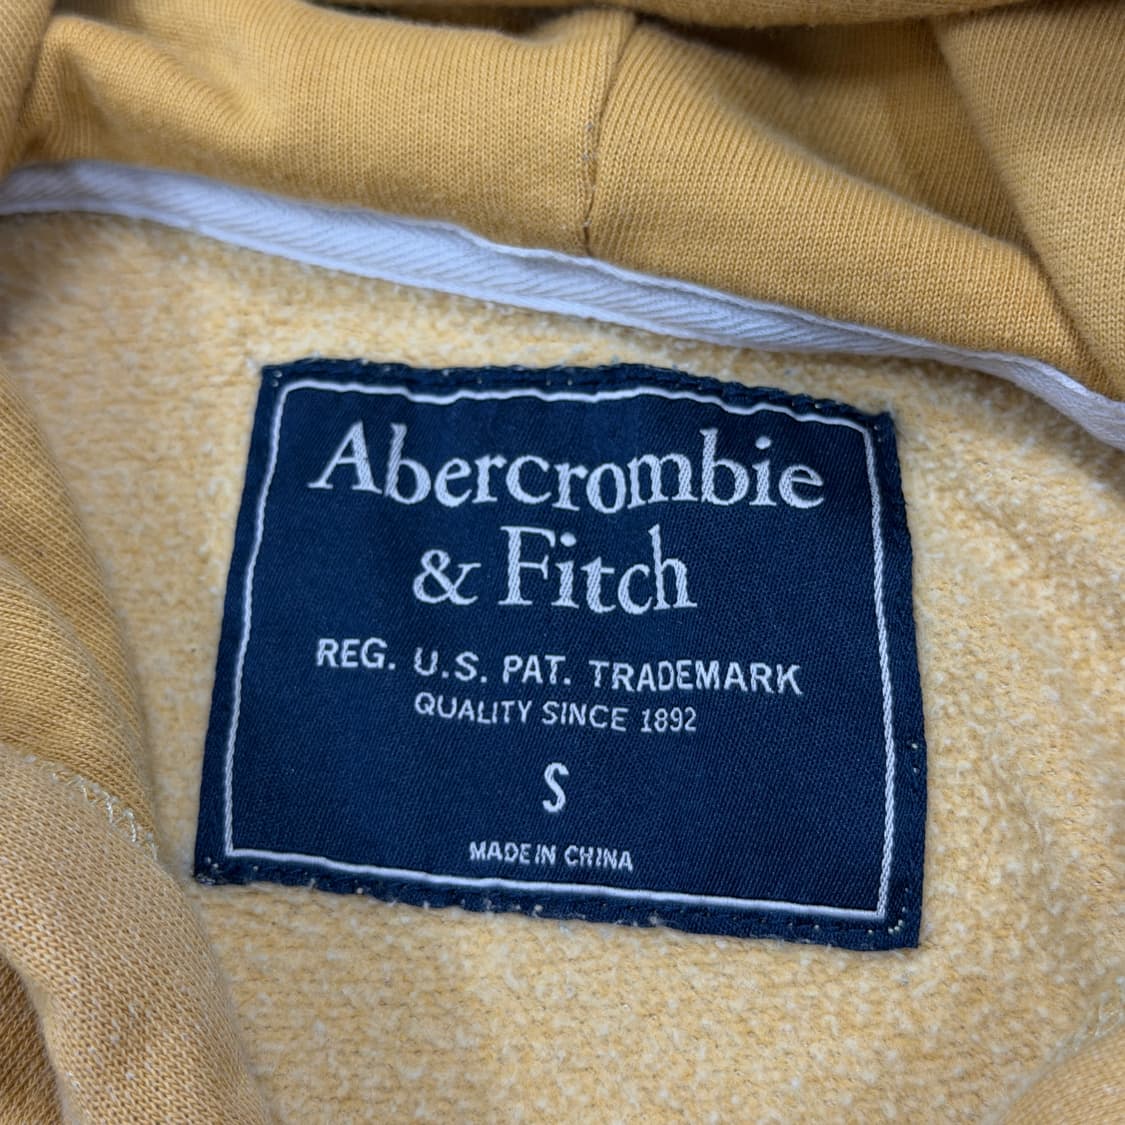 Abercrombie
& Fitch
REG. U.S. PAT. TRADEMARK
QUALITY SINCE 1892
S
MADE IN CHINA